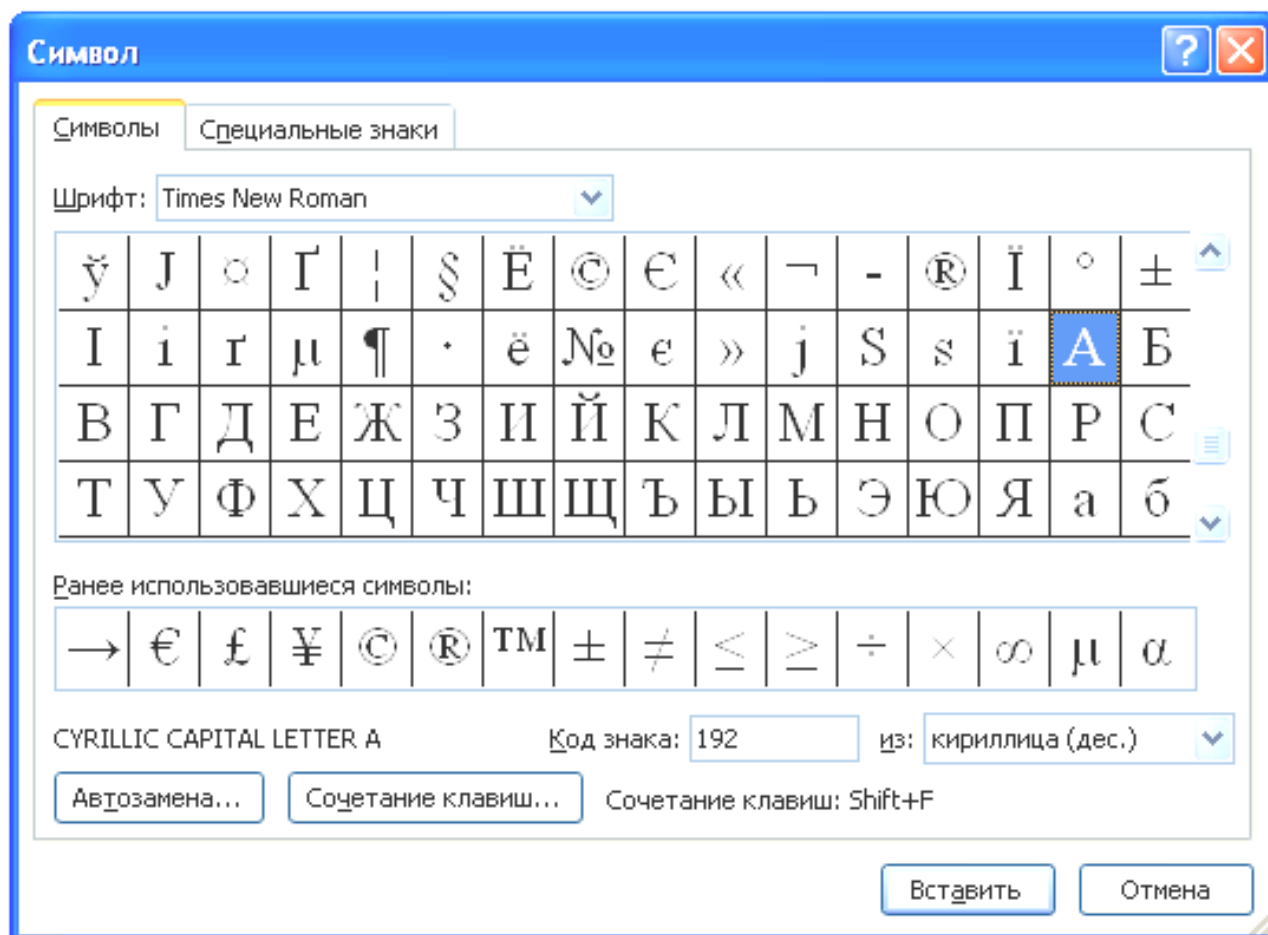 Символ
Символы Специальные знаки
Шрифт: Times New Roman
ў Ј ¤ Ґ ¦ § Ё © Є « ¬ - ® Ї ° ±
І і ґ µ ¶ · ё № є » ј Ѕ ѕ ї А Б
В Г Д Е Ж З И Й К Л М Н О П Р С
Т У Ф Х Ц Ч Ш Щ Ъ Ы Ь Э Ю Я а б
Ранее использовавшиеся символы:
→ € £ ¥ © ® ™ ± ≠ ≤ ≥ ÷ × ∞ µ α
CYRILLIC CAPITAL LETTER A Код знака: 192 из: кириллица (дес.)
Автозамена... Сочетание клавиш... Сочетание клавиш: Shift+F
Вставить Отмена